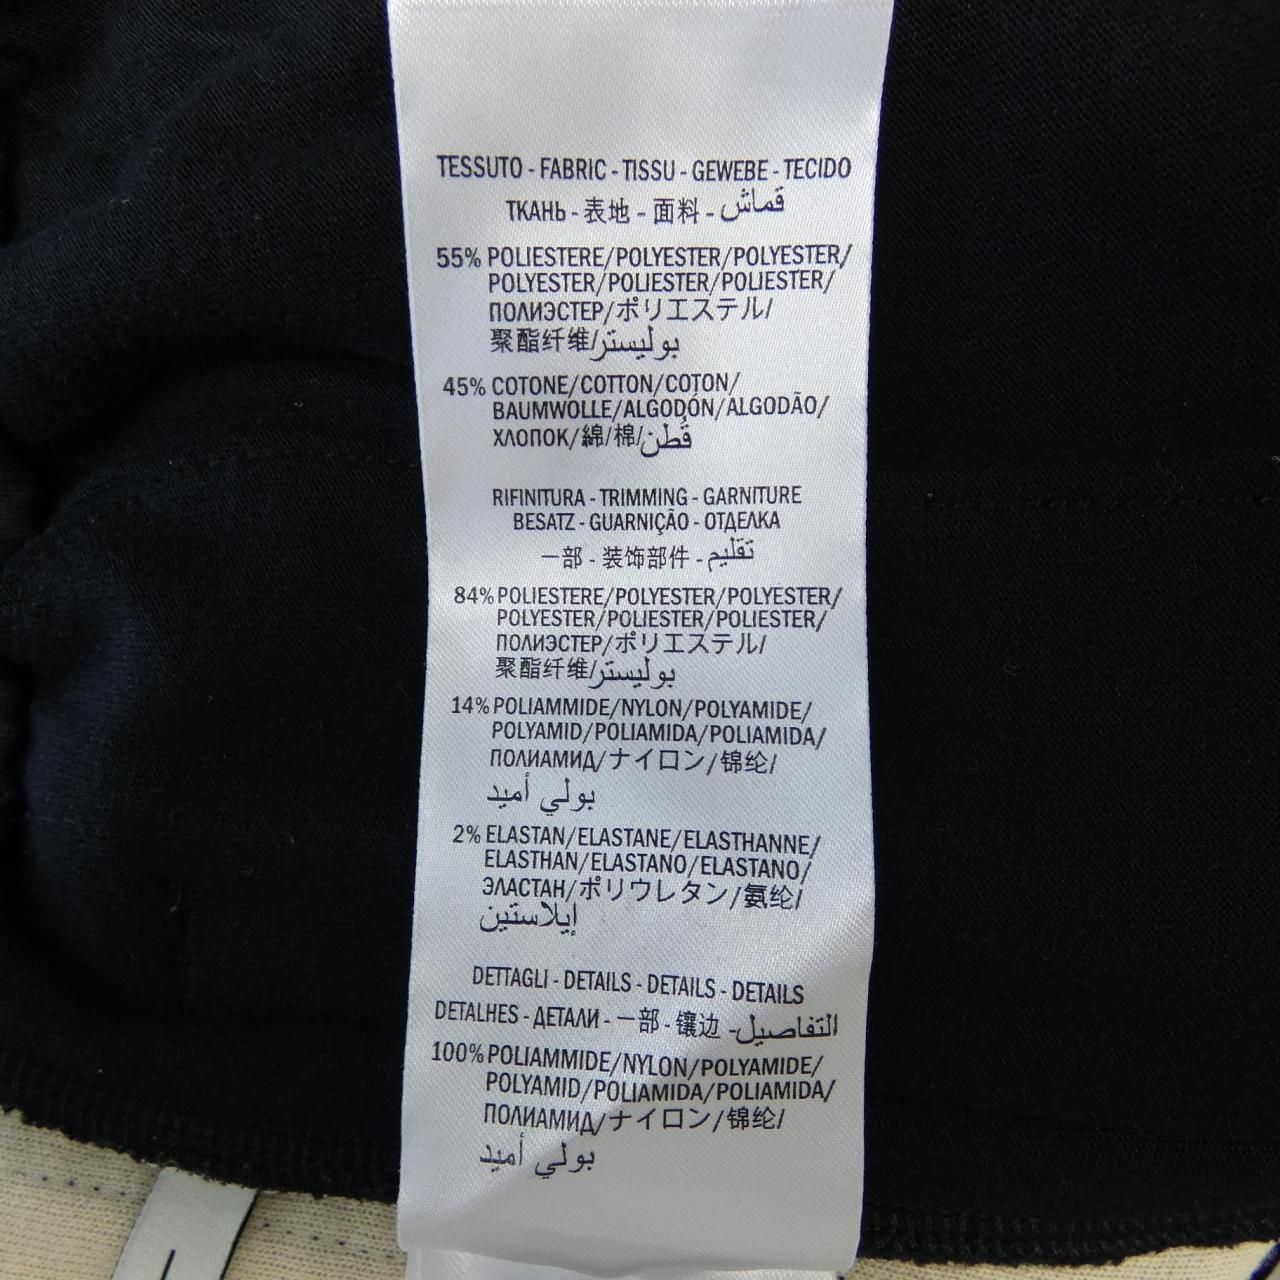 TESSUTO - FABRIC - TISSU - GEWEBE - TECIDO
ТКАНЬ - 表地 - 面料 - قماش
55% POLIESTERE/POLYESTER/POLYESTER/
POLYESTER/POLIESTER/POLIESTER/
ПОЛИЭСТЕР/ポリエステル/
聚酯纤维/بوليستر
45% COTONE/COTTON/COTON/
BAUMWOLLE/ALGODÓN/ALGODÃO/
ХЛОПОК/綿/棉/قطن
RIFINITURA - TRIMMING - GARNITURE
BESATZ - GUARNIÇÃO - ОТДЕЛКА
一部 - 装饰部件 - تقليم
84% POLIESTERE/POLYESTER/POLYESTER/
POLYESTER/POLIESTER/POLIESTER/
ПОЛИЭСТЕР/ポリエステル/
聚酯纤维/بوليستر
14% POLIAMMIDE/NYLON/POLYAMIDE/
POLYAMID/POLIAMIDA/POLIAMIDA/
ПОЛИАМИД/ナイロン/锦纶/
بولي أميد
2% ELASTAN/ELASTANE/ELASTHANNE/
ELASTHAN/ELASTANO/ELASTANO/
ЭЛАСТАН/ポリウレタン/氨纶/
إيلاستين
DETTAGLI - DETAILS - DETAILS - DETAILS
DETALHES - ДЕТАЛИ - 一部 - 镶边 - التفاصيل
100% POLIAMMIDE/NYLON/POLYAMIDE/
POLYAMID/POLIAMIDA/POLIAMIDA/
ПОЛИАМИД/ナイロン/锦纶/
بولي أميد